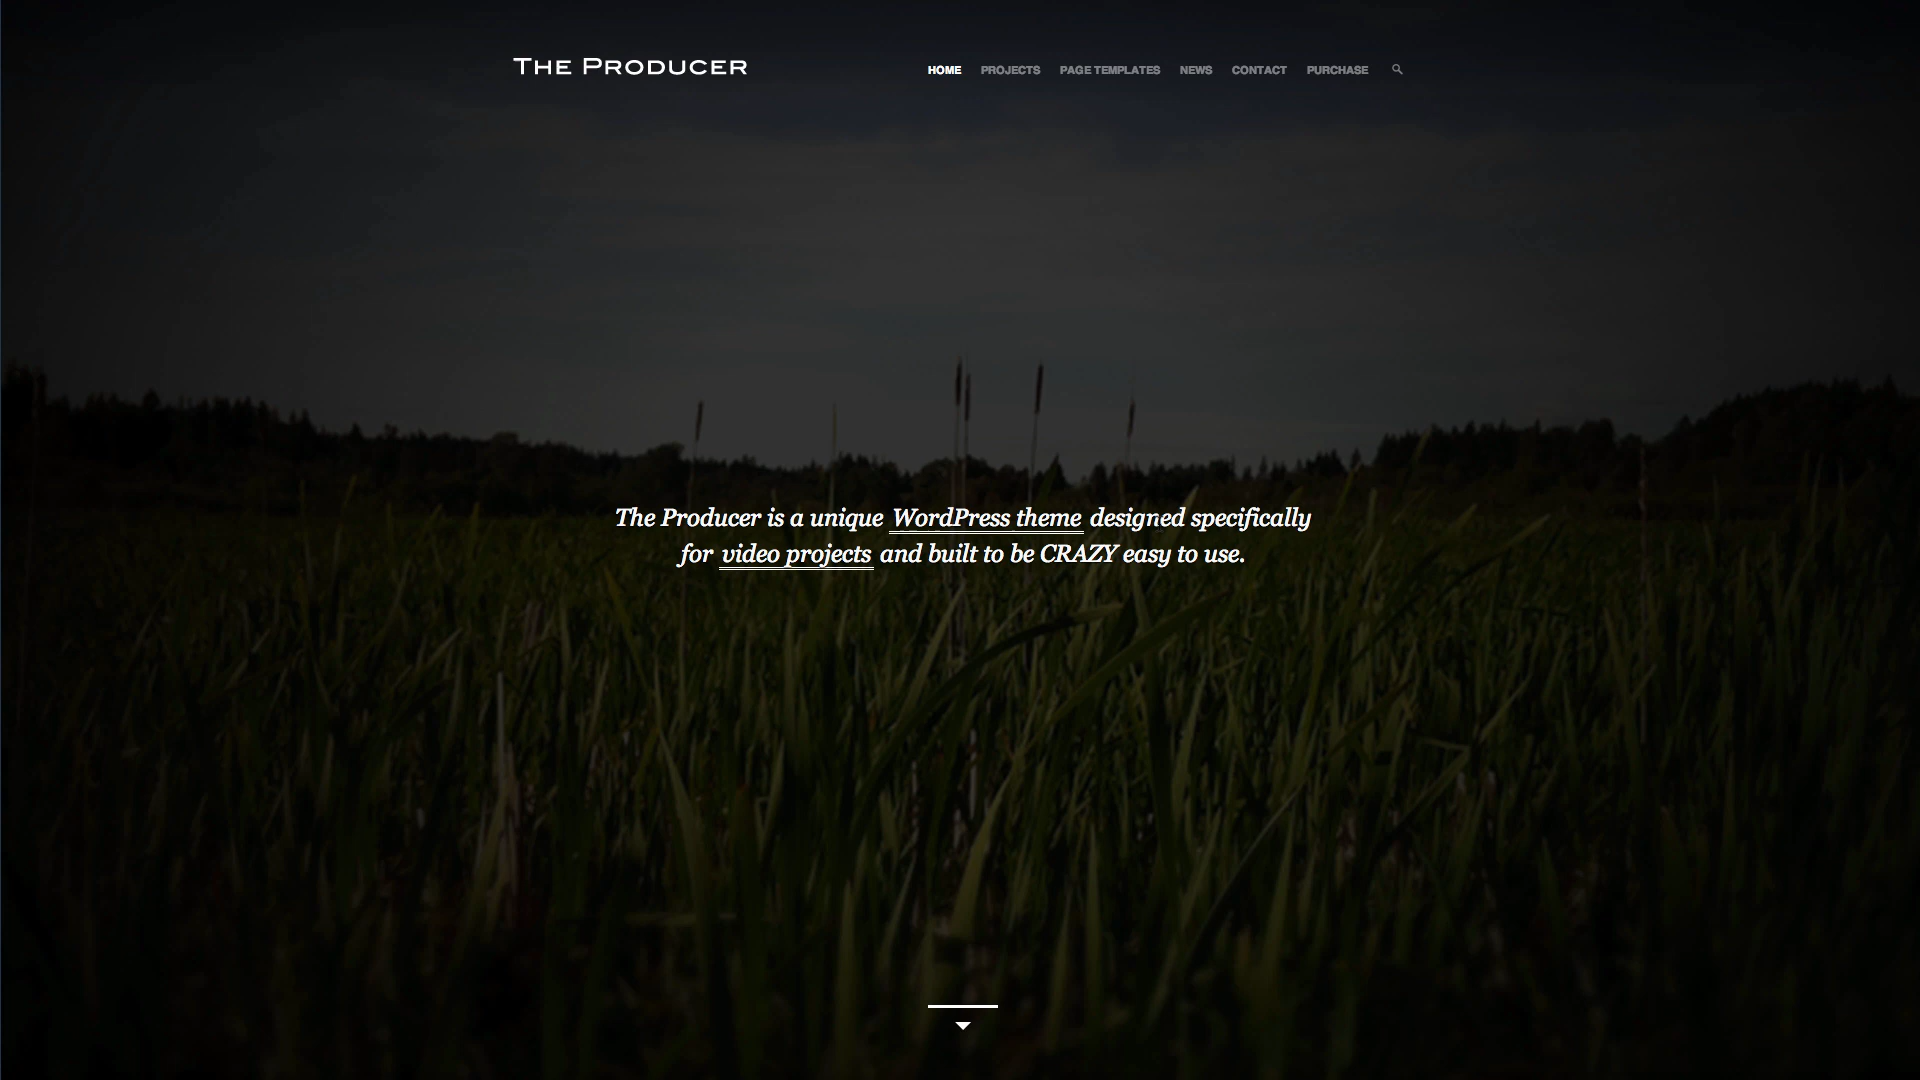 THE PRODUCER
HOME PROJECTS PAGE TEMPLATES NEWS CONTACT PURCHASE
The Producer is a unique WordPress theme designed specifically
for video projects and built to be CRAZY easy to use.